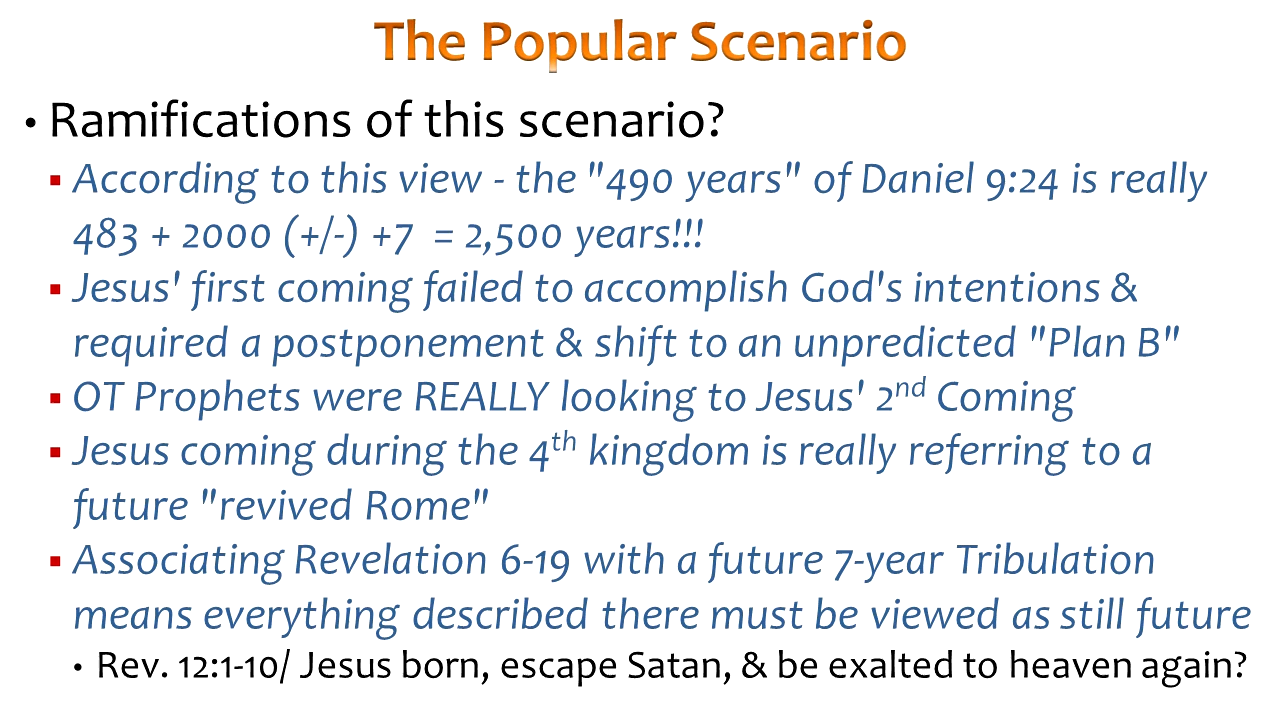 The Popular Scenario
• Ramifications of this scenario?
▪ According to this view - the "490 years" of Daniel 9:24 is really
483 + 2000 (+/-) +7 = 2,500 years!!!
▪ Jesus' first coming failed to accomplish God's intentions &
required a postponement & shift to an unpredicted "Plan B"
▪ OT Prophets were REALLY looking to Jesus' 2nd Coming
▪ Jesus coming during the 4th kingdom is really referring to a
future "revived Rome"
▪ Associating Revelation 6-19 with a future 7-year Tribulation
means everything described there must be viewed as still future
• Rev. 12:1-10/ Jesus born, escape Satan, & be exalted to heaven again?